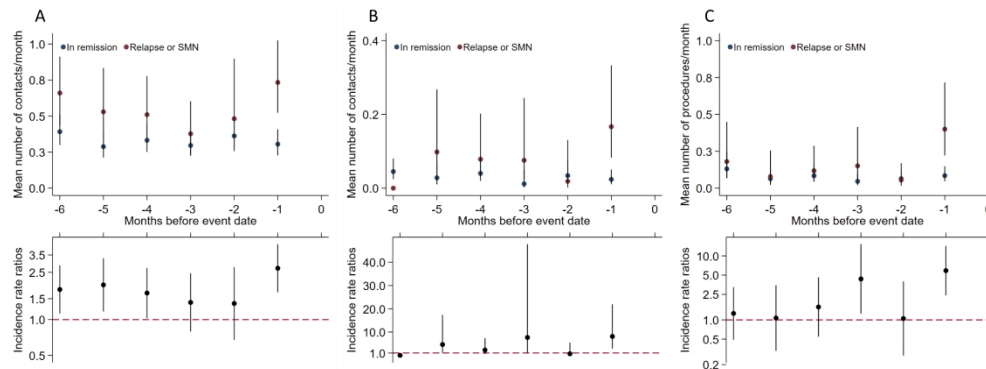 A
B
C
Mean number of contacts/month
In remission Relapse or SMN
1.0
0.8
0.5
0.3
0.0
-6 -5 -4 -3 -2 -1 0
Months before event date
Mean number of contacts/month
In remission Relapse or SMN
0.4
0.2
0.0
-6 -5 -4 -3 -2 -1 0
Months before event date
Mean number of procedures/month
In remission Relapse or SMN
1.0
0.8
0.5
0.3
0.0
-6 -5 -4 -3 -2 -1 0
Months before event date
Incidence rate ratios
3.5
2.5
1.5
1.0
0.5
Incidence rate ratios
40.0
30.0
20.0
10.0
1.0
Incidence rate ratios
10.0
5.0
2.5
1.0
0.5
0.2